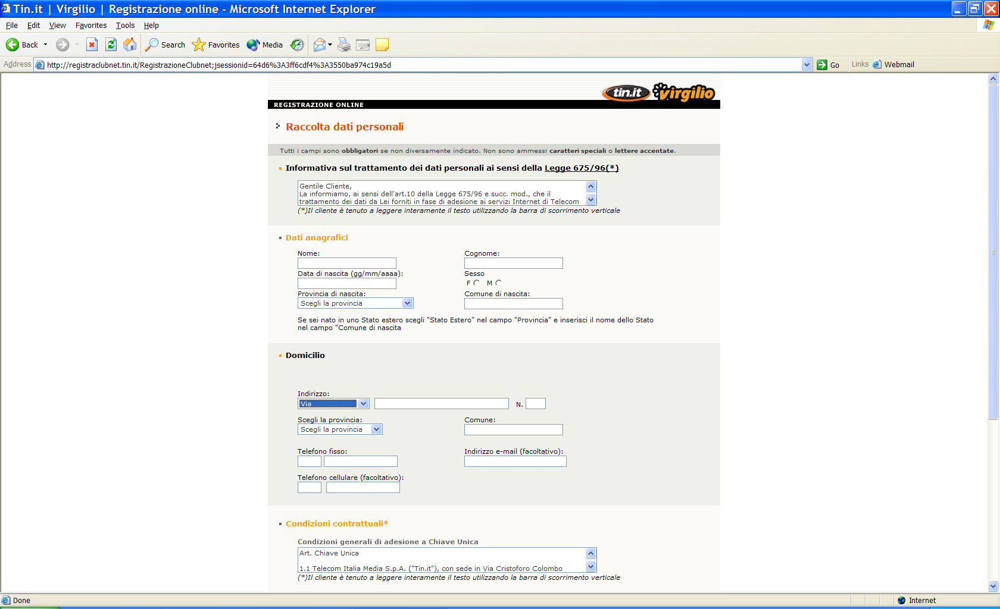 Tin.it | Virgilio | Registrazione online - Microsoft Internet Explorer
File Edit View Favorites Tools Help
Back Search Favorites Media
Address http://registraclubnet.tin.it/RegistrazioneClubnet;jsessionid=64d6%3A3ff6cdf4%3A3550ba974c19a5d Go Links Webmail
tin.it virgilio
REGISTRAZIONE ONLINE
Raccolta dati personali
Tutti i campi sono obbligatori se non diversamente indicato. Non sono ammessi caratteri speciali o lettere accentate.
Informativa sul trattamento dei dati personali ai sensi della Legge 675/96(*)
Gentile Cliente,
La informiamo, ai sensi dell'art.10 della Legge 675/96 e succ. mod., che il
trattamento dei dati da Lei forniti in fase di adesione ai servizi Internet di Telecom
(*)Il cliente è tenuto a leggere interamente il testo utilizzando la barra di scorrimento verticale
Dati anagrafici
Nome: Cognome:
Data di nascita (gg/mm/aaaa): Sesso
F M
Provincia di nascita: Comune di nascita:
Scegli la provincia
Se sei nato in uno Stato estero scegli "Stato Estero" nel campo "Provincia" e inserisci il nome dello Stato
nel campo "Comune di nascita
Domicilio
Indirizzo:
Via N.
Scegli la provincia: Comune:
Scegli la provincia
Telefono fisso: Indirizzo e-mail (facoltativo):
Telefono cellulare (facoltativo):
Condizioni contrattuali*
Condizioni generali di adesione a Chiave Unica
Art. Chiave Unica
1.1 Telecom Italia Media S.p.A. ("Tin.it"), con sede in Via Cristoforo Colombo
(*)Il cliente è tenuto a leggere interamente il testo utilizzando la barra di scorrimento verticale
Done Internet